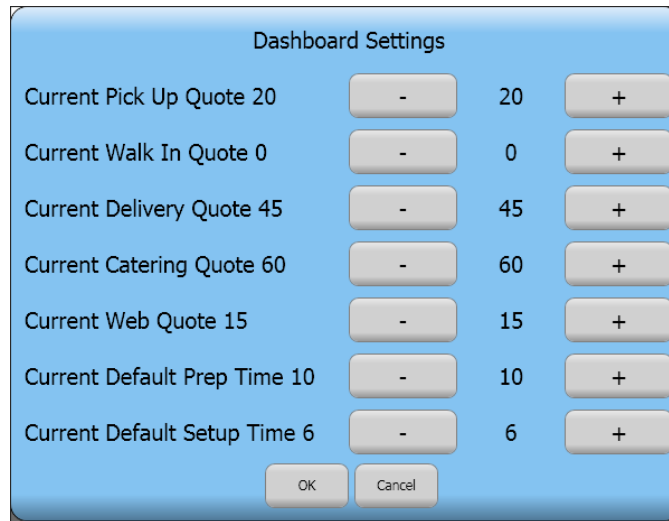 Dashboard Settings
Current Pick Up Quote 20 - 20 +
Current Walk In Quote 0 - 0 +
Current Delivery Quote 45 - 45 +
Current Catering Quote 60 - 60 +
Current Web Quote 15 - 15 +
Current Default Prep Time 10 - 10 +
Current Default Setup Time 6 - 6 +
OK Cancel